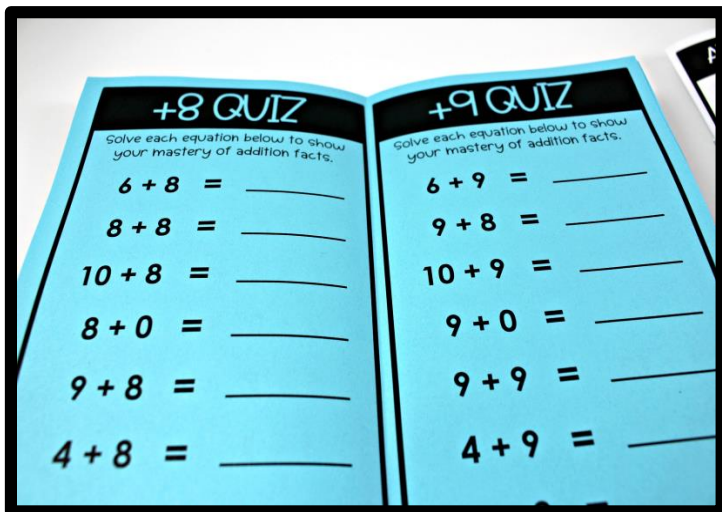 +8 QUIZ
Solve each equation below to show
your mastery of addition facts.
6 + 8 =
8 + 8 =
10 + 8 =
8 + 0 =
9 + 8 =
4 + 8 =
+9 QUIZ
Solve each equation below to show
your mastery of addition facts.
6 + 9 =
9 + 8 =
10 + 9 =
9 + 0 =
9 + 9 =
4 + 9 =